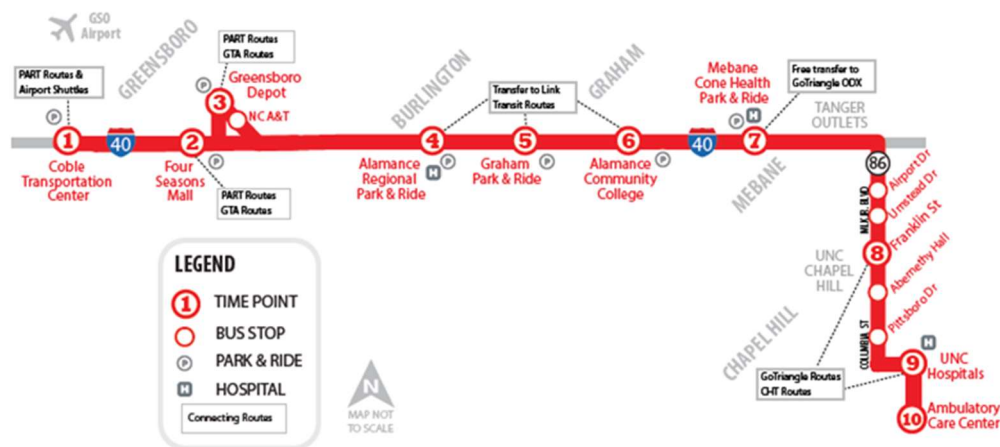 GSO
Airport
GREENSBORO
PART Routes &
Airport Shuttles
PART Routes
GTA Routes
Greensboro
Depot
3
NC A&T
P
P
1
40
2
P
Coble
Transportation
Center
Four
Seasons
Mall
PART Routes
GTA Routes
BURLINGTON
Transfer to Link
Transit Routes
GRAHAM
4
5
6
Alamance
Regional
Park & Ride
H
P
Graham
Park & Ride
P
Alamance
Community
College
P
Mebane
Cone Health
Park & Ride
P
H
Free transfer to
GoTriangle ODX
TANGER
OUTLETS
40
7
MEBANE
86
MLK JR. BLVD
Airport Dr
Umstead Dr
Franklin St
8
UNC
CHAPEL
HILL
Abernethy Hall
Pittsboro Dr
COLUMBIA ST
CHAPEL HILL
GoTriangle Routes
CHT Routes
H
9
UNC
Hospitals
10
Ambulatory
Care Center
LEGEND
1 TIME POINT
BUS STOP
P PARK & RIDE
H HOSPITAL
Connecting Routes
N
MAP NOT
TO SCALE